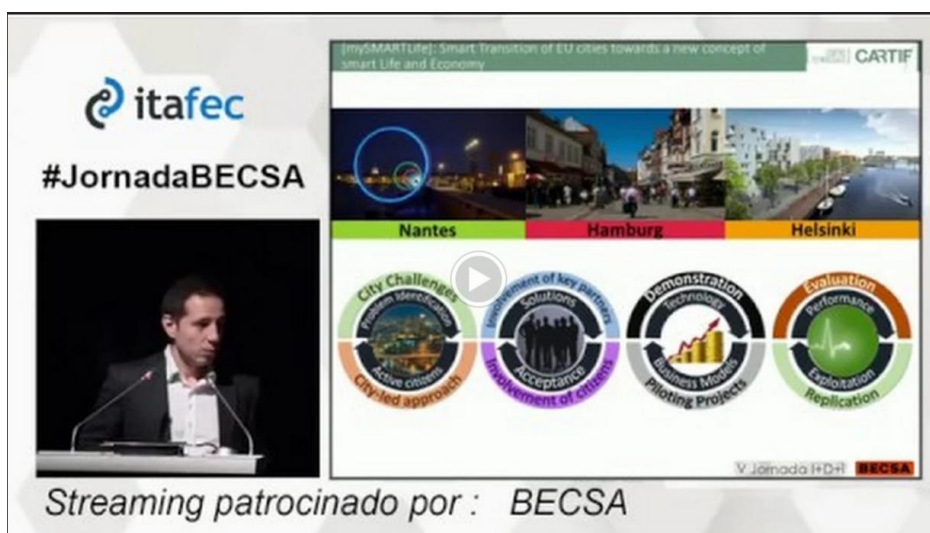 [mySMARTLife]: Smart Transition of EU cities towards a new concept of
smart Life and Economy
CARTIF
itafec
#JornadaBECSA
Nantes
Hamburg
Helsinki
City Challenges
Problem Identification
Active citizens
City-led approach
Involvement of key partners
Solutions
Acceptance
Involvement of citizens
Demonstration
Technology
Business Models
Piloting Projects
Evaluation
Performance
Exploitation
Replication
V Jornada I+D+i BECSA
Streaming patrocinado por : BECSA